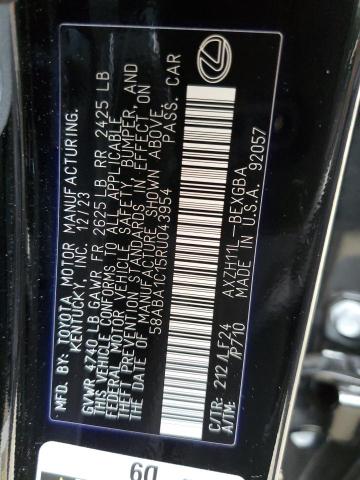 MFD. BY: TOYOTA MOTOR MANUFACTURING,
KENTUCKY, INC. 12/23
GVWR 4740 LB GAWR FR 2625 LB RR 2425 LB
THIS VEHICLE CONFORMS TO ALL APPLICABLE
FEDERAL MOTOR VEHICLE SAFETY, BUMPER, AND
THEFT PREVENTION STANDARDS IN EFFECT ON
THE DATE OF MANUFACTURE SHOWN ABOVE.
58ABA1C15RU043954 PASS. CAR
C/TR: 212 /LF24 AXZH11L-BEXGBA
A/TM: /P710 MADE IN U.S.A. 92057